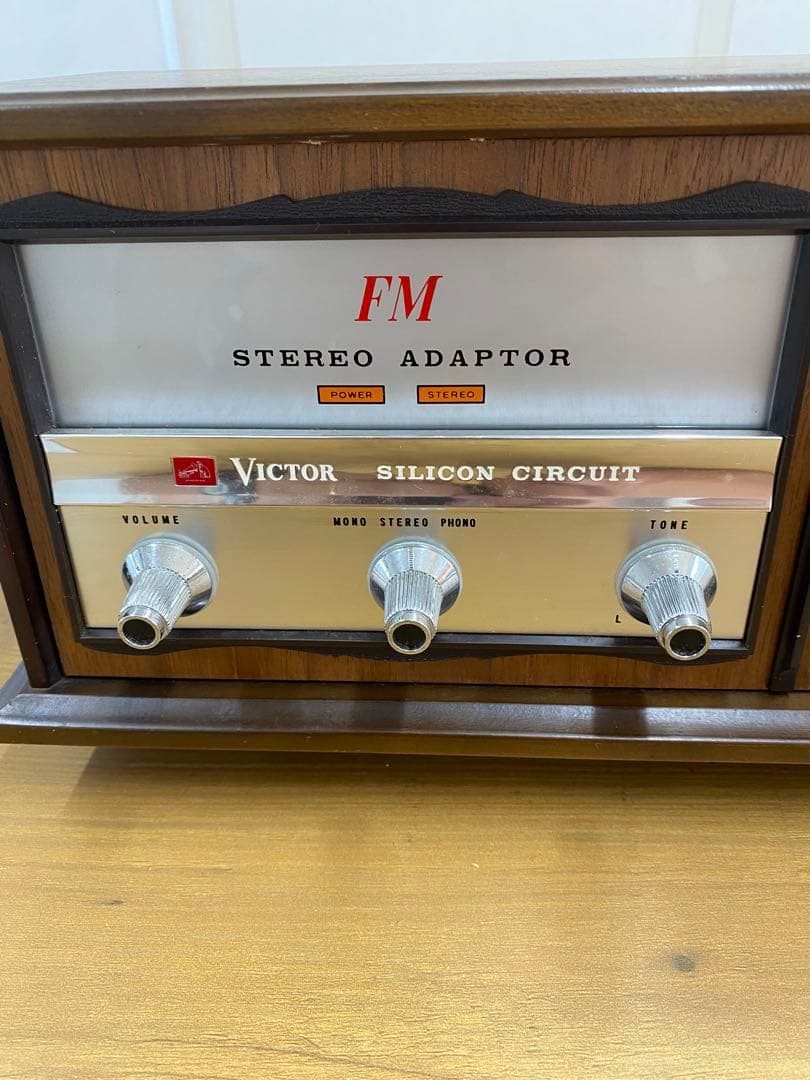 FM
STEREO ADAPTOR
POWER STEREO
VICTOR SILICON CIRCUIT
VOLUME MONO STEREO PHONO TONE
L